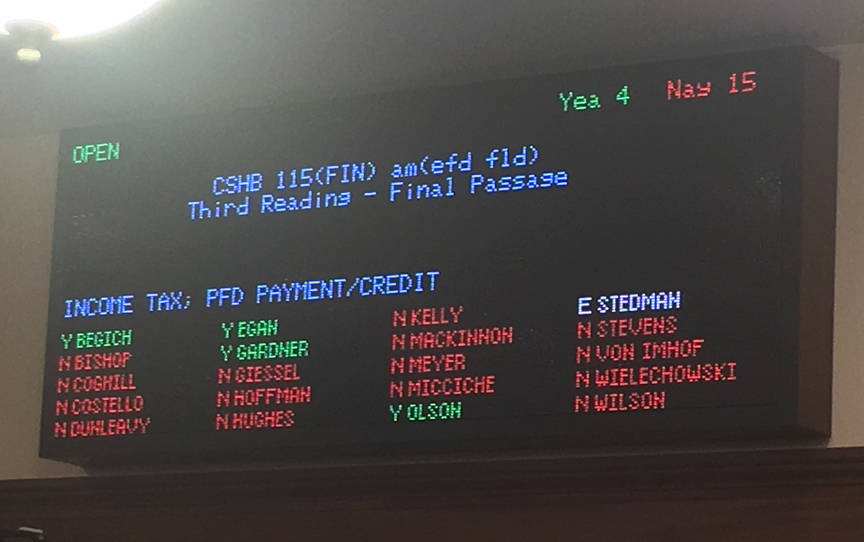 Yea 4 Nay 15
OPEN
CSHB 115(FIN) am(efd fld)
Third Reading - Final Passage
INCOME TAX; PFD PAYMENT/CREDIT
Y BEGICH
N BISHOP
N COGHILL
N COSTELLO
N DUNLEAVY
Y EGAN
Y GARDNER
N GIESSEL
N HOFFMAN
N HUGHES
N KELLY
N MACKINNON
N MEYER
N MICCICHE
Y OLSON
E STEDMAN
N STEVENS
N VON IMHOF
N WIELECHOWSKI
N WILSON